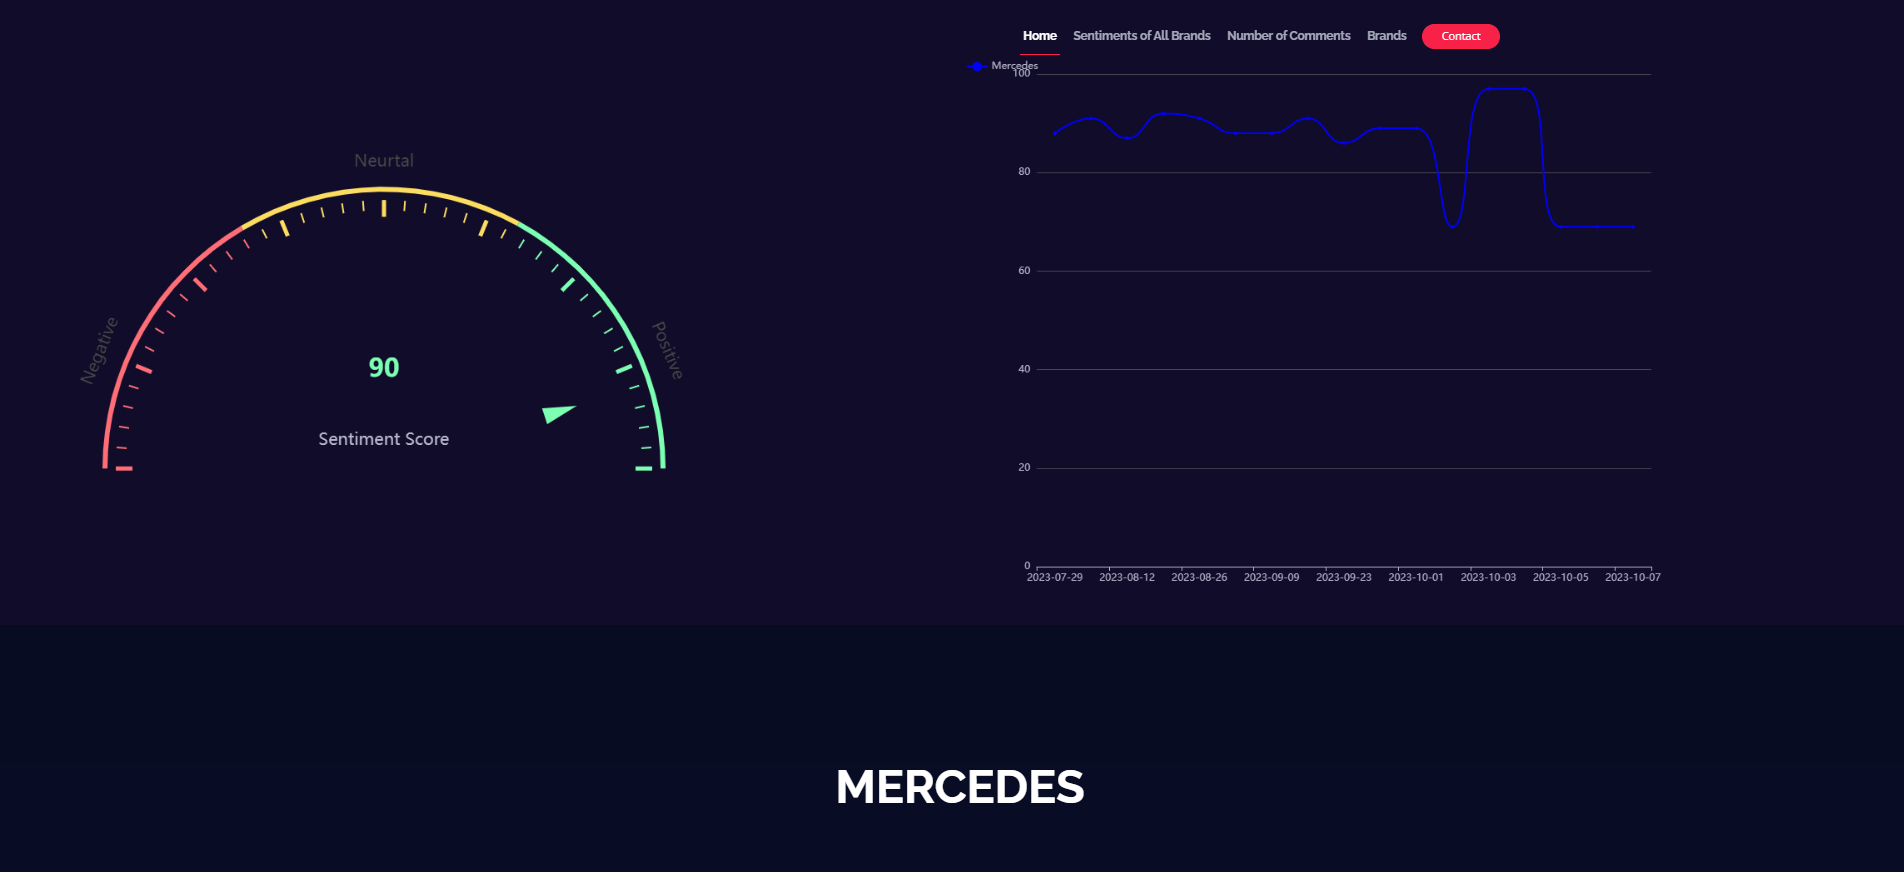 Home Sentiments of All Brands Number of Comments Brands Contact
Neurtal
Negative
Positive
90
Sentiment Score
Mercedes
100
80
60
40
20
0
2023-07-29 2023-08-12 2023-08-26 2023-09-09 2023-09-23 2023-10-01 2023-10-03 2023-10-05 2023-10-07
MERCEDES